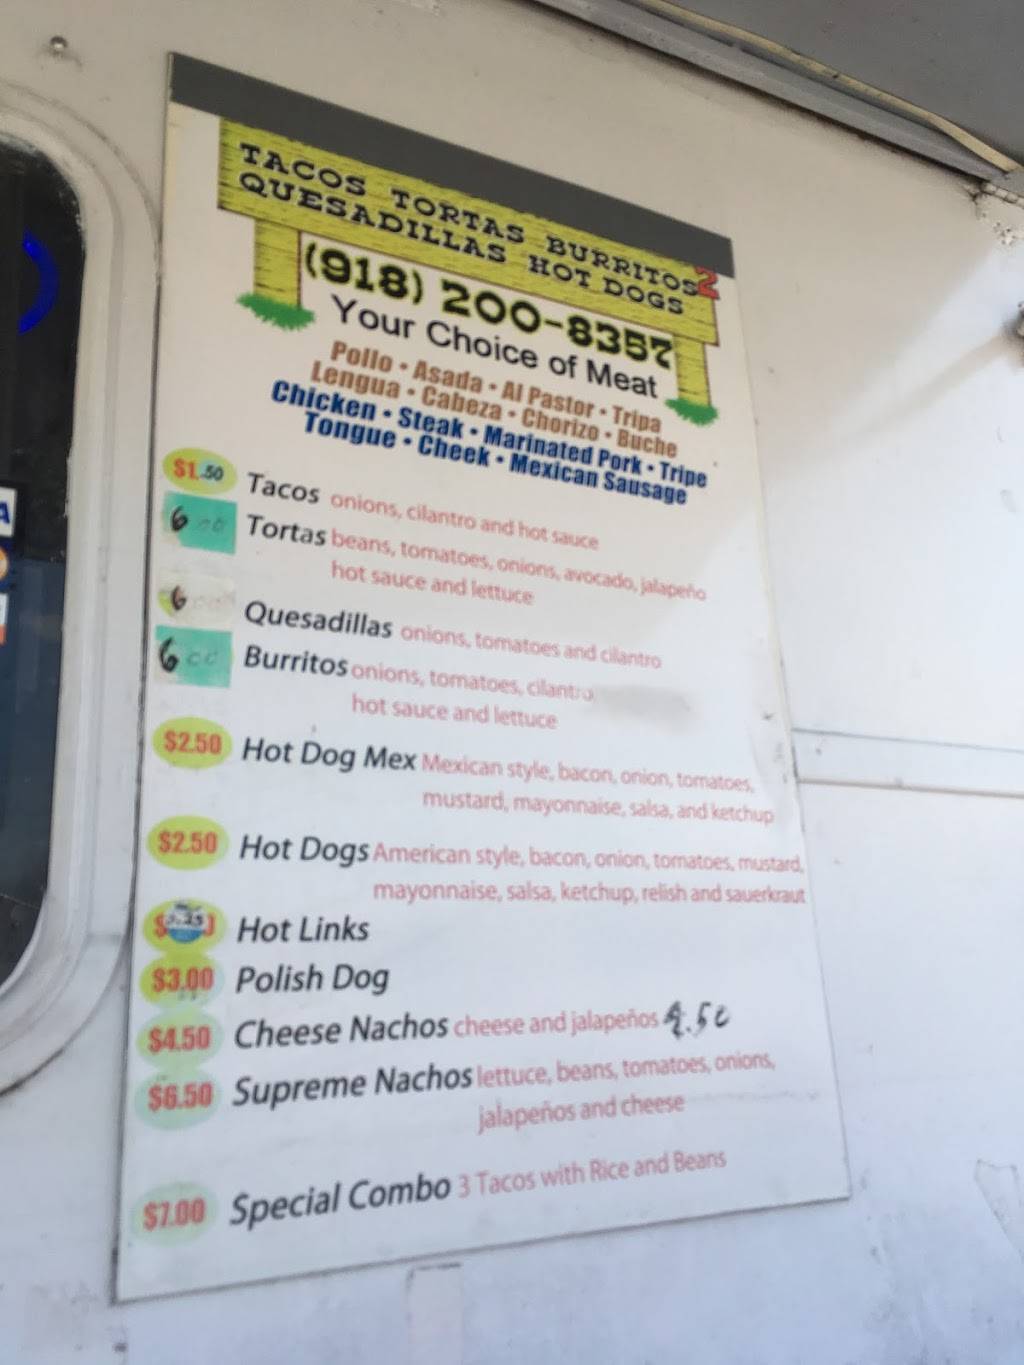 TACOS TORTAS BURRITOS
2
QUESADILLAS HOT DOGS
(918) 200-8357
Your Choice of Meat
Pollo • Asada • Al Pastor • Tripa
Lengua • Cabeza • Chorizo • Buche
Chicken • Steak • Marinated Pork • Tripe
Tongue • Cheek • Mexican Sausage
$1.50 Tacos onions, cilantro and hot sauce
6 00 Tortas beans, tomatoes, onions, avocado, jalapeño
hot sauce and lettuce
6 00 Quesadillas onions, tomatoes and cilantro
6 00 Burritos onions, tomatoes, cilantro
hot sauce and lettuce
$2.50 Hot Dog Mex Mexican style, bacon, onion, tomatoes,
mustard, mayonnaise, salsa, and ketchup
$2.50 Hot Dogs American style, bacon, onion, tomatoes, mustard,
mayonnaise, salsa, ketchup, relish and sauerkraut
Hot Links
$3.00 Polish Dog
$4.50 Cheese Nachos cheese and jalapeños 4.50
$6.50 Supreme Nachos lettuce, beans, tomatoes, onions,
jalapeños and cheese
$7.00 Special Combo 3 Tacos with Rice and Beans